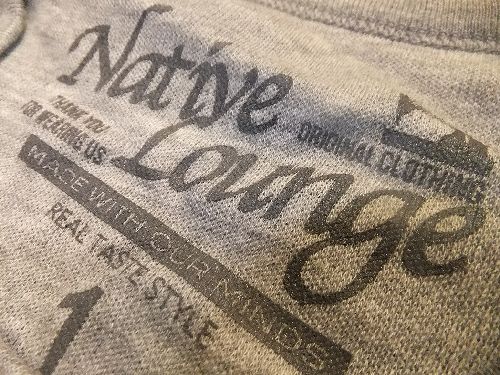 Native
THANK YOU
FOR WEARING US
Lounge
ORIGINAL CLOTHING
MADE WITH OUR MINDS
REAL TASTE STYLE
1